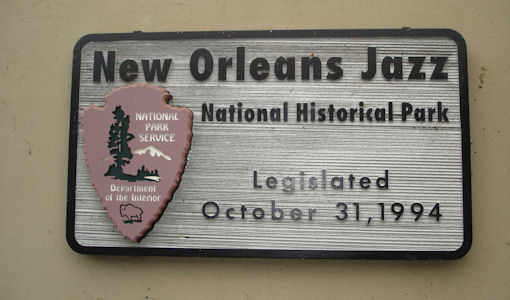 New Orleans Jazz
National Historical Park
NATIONAL
PARK
SERVICE
Department
of the Interior
Legislated
October 31, 1994